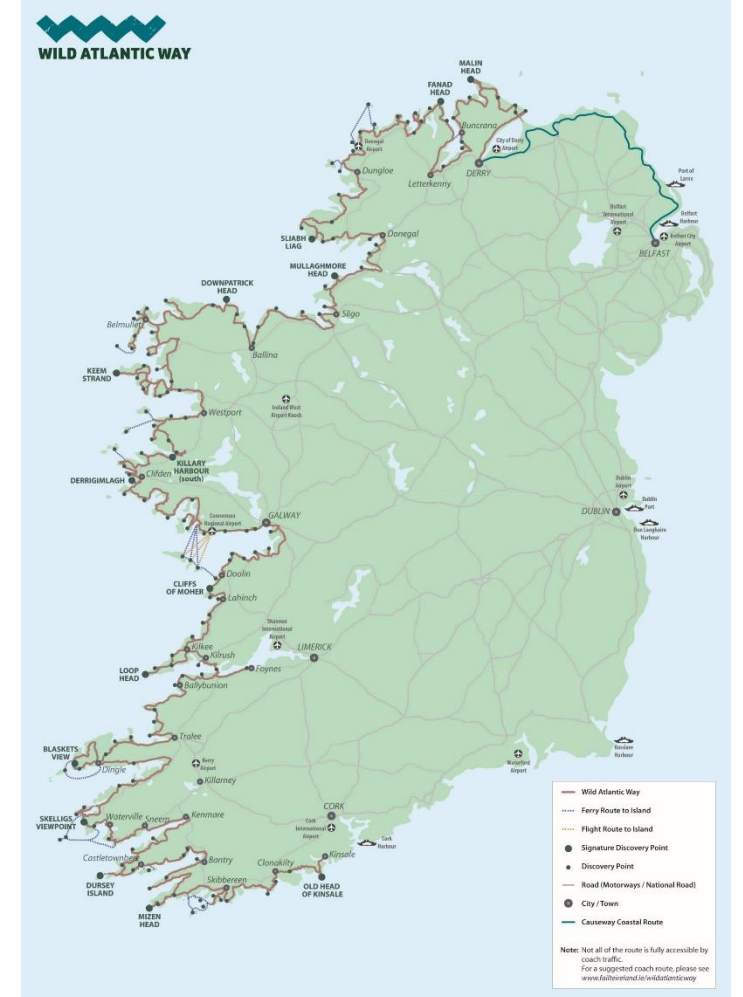 WILD ATLANTIC WAY
MALIN
HEAD
FANAD
HEAD
Buncrana
City of Derry
Airport
Donegal
Airport
Dungloe
DERRY
Letterkenny
Port of
Larne
Belfast
International
Airport
Belfast
Harbour
Belfast City
Airport
BELFAST
SLIABH
LIAG
Donegal
MULLAGHMORE
HEAD
DOWNPATRICK
HEAD
Sligo
Belmullet
Ballina
KEEM
STRAND
Ireland West
Airport Knock
Westport
KILLARY
HARBOUR
(south)
Clifden
DERRIGIMLAGH
Connemara
Regional Airport
GALWAY
Dublin
Airport
Dublin
Port
DUBLIN
Dun Laoghaire
Harbour
Doolin
CLIFFS
OF MOHER
Lahinch
Shannon
International
Airport
Kilkee
Kilrush
LIMERICK
LOOP
HEAD
Foynes
Ballybunion
Tralee
BLASKETS
VIEW
Dingle
Kerry
Airport
Killarney
Waterford
Airport
Rosslare
Harbour
SKELLIGS
VIEWPOINT
Waterville
Sneem
Kenmare
CORK
Cork
International
Airport
Cork
Harbour
Castletownbere
Bantry
Clonakilty
Kinsale
DURSEY
ISLAND
Skibbereen
OLD HEAD
OF KINSALE
MIZEN
HEAD
Wild Atlantic Way
Ferry Route to Island
Flight Route to Island
Signature Discovery Point
Discovery Point
Road (Motorways / National Road)
City / Town
Causeway Coastal Route
Note: Not all of the route is fully accessible by
coach traffic.
For a suggested coach route, please see
www.failteireland.ie/wildatlanticway